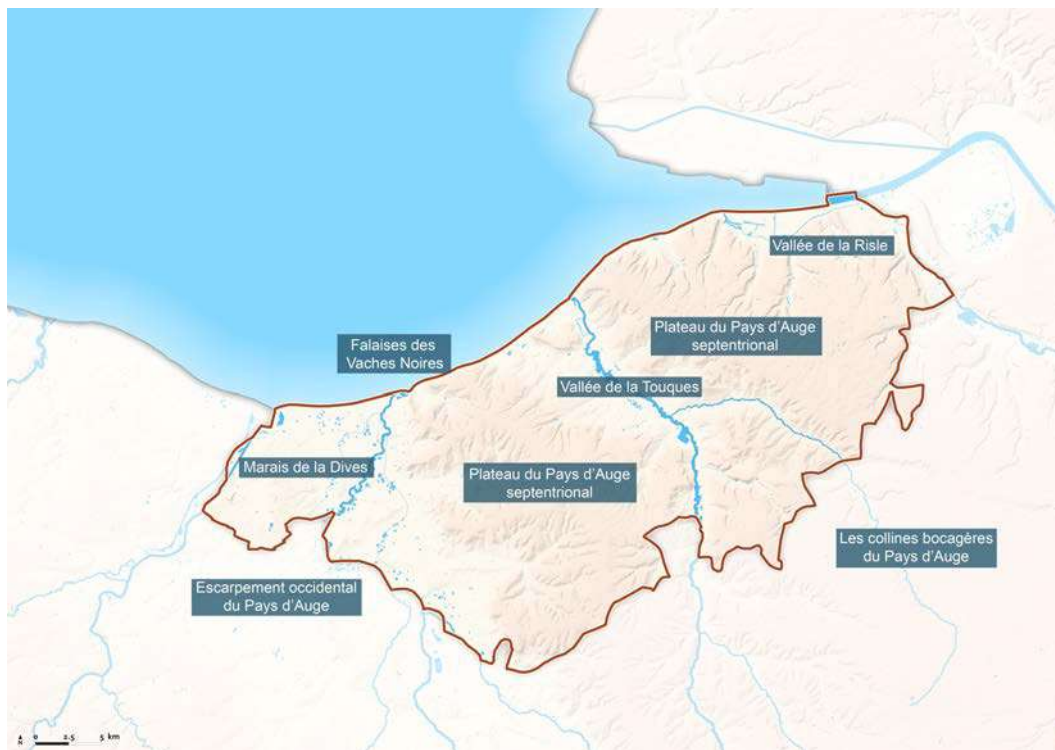 Vallée de la Risle
Plateau du Pays d'Auge
septentrional
Falaises des
Vaches Noires
Vallée de la Touques
Marais de la Dives
Plateau du Pays d'Auge
septentrional
Les collines bocagères
du Pays d'Auge
Escarpement occidental
du Pays d'Auge
N 0 2.5 5 km